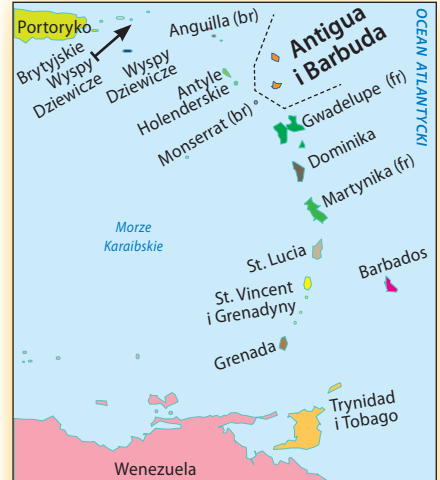 Portoryko
Anguilla (br)
Antigua
i Barbuda
OCEAN ATLANTYCKI
Brytyjskie
Wyspy
Dziewicze
Wyspy
Dziewicze
Antyle
Holenderskie
Monserrat (br)
Gwadelupe (fr)
Dominika
Martynika (fr)
Morze
Karaibskie
St. Lucia
Barbados
St. Vincent
i Grenadyny
Grenada
Trynidad
i Tobago
Wenezuela